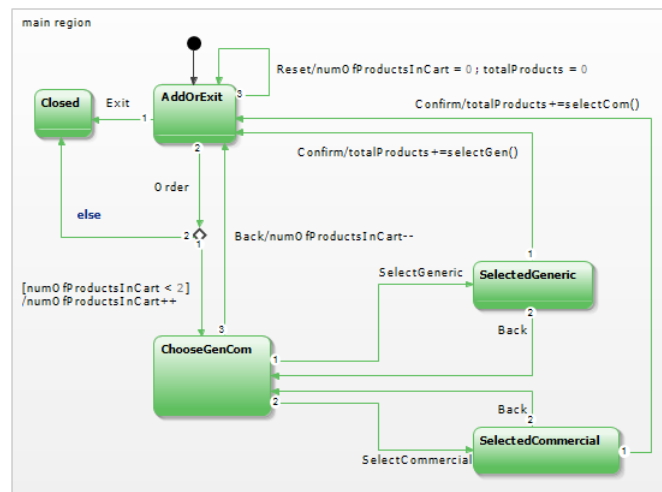 main region
Reset/numOfProductsInCart = 0; totalProducts = 0
3
Closed
Exit
1
AddOrExit
2
Confirm/totalProducts+=selectCom()
Confirm/totalProducts+=selectGen()
Order
else
2
1
Back/numOfProductsInCart--
[numOfProductsInCart < 2]
/numOfProductsInCart++
SelectGeneric
1
SelectedGeneric
2
Back
3
ChooseGenCom
1
2
Back
2
SelectedCommercial
1
SelectCommercial